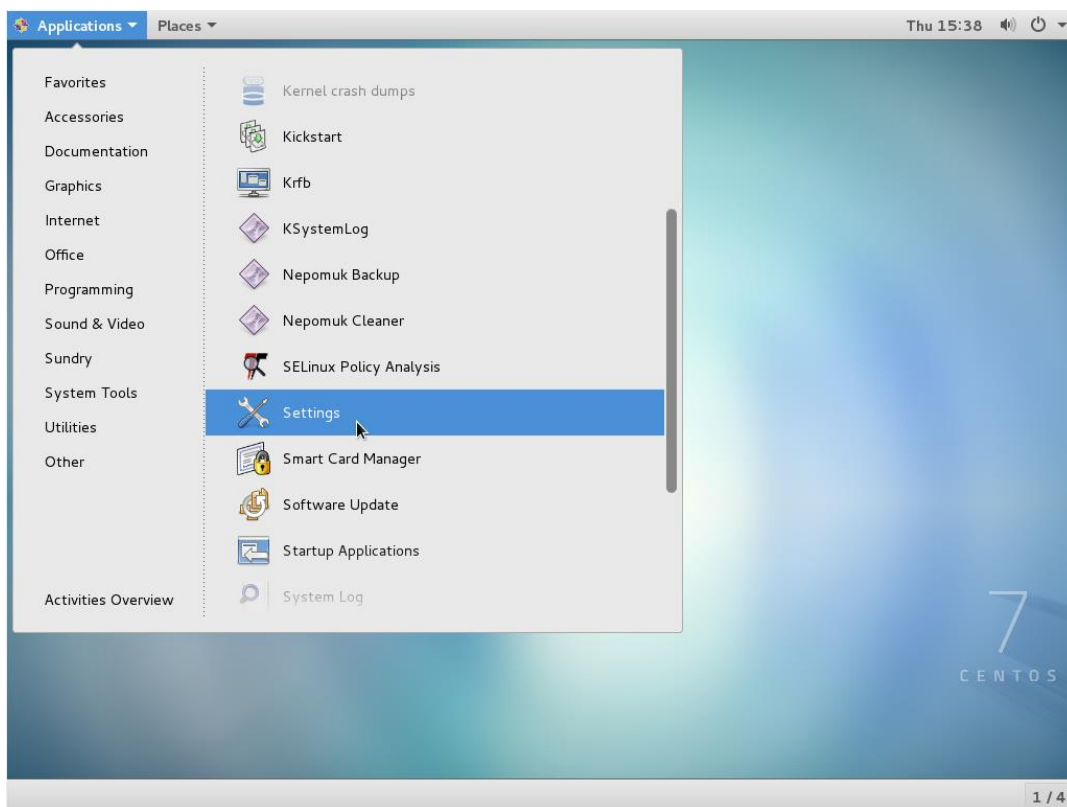 Applications Places Thu 15:38
Favorites
Accessories
Documentation
Graphics
Internet
Office
Programming
Sound & Video
Sundry
System Tools
Utilities
Other
Activities Overview
Kernel crash dumps
Kickstart
Krfb
KSystemLog
Nepomuk Backup
Nepomuk Cleaner
SELinux Policy Analysis
Settings
Smart Card Manager
Software Update
Startup Applications
System Log
7
CENTOS
1 / 4